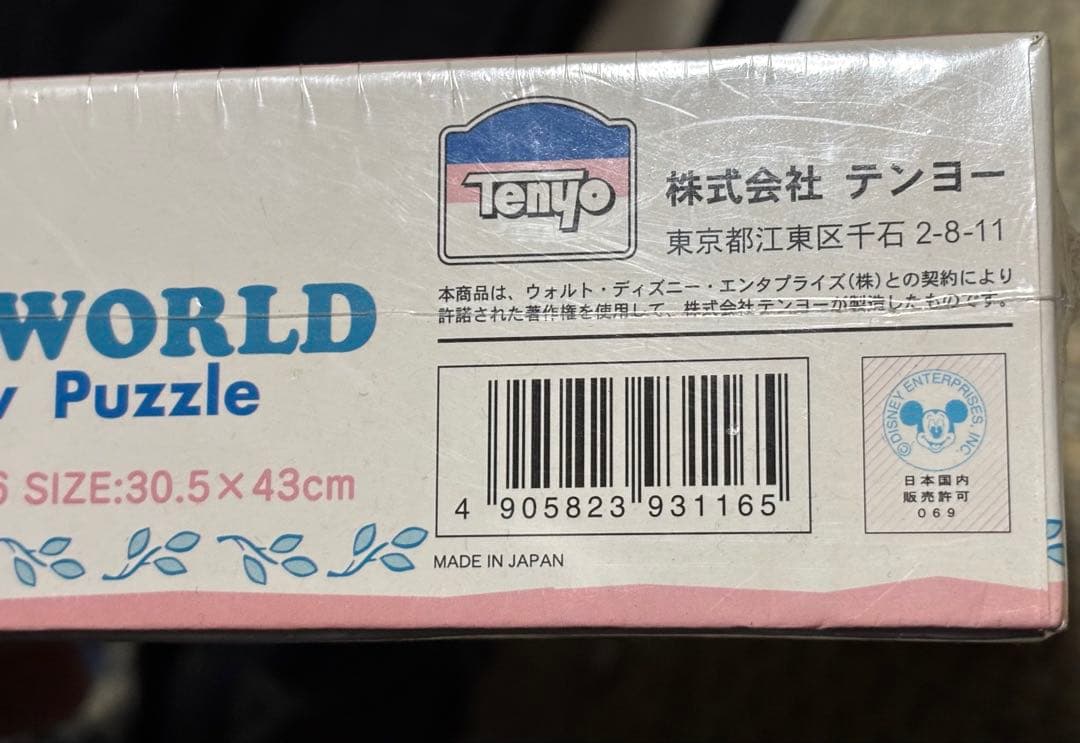 Tenyo
株式会社 テンヨー
東京都江東区千石 2-8-11
本商品は、ウォルト・ディズニー・エンタプライズ(株)との契約により
許諾された著作権を使用して、株式会社テンヨーが製造したものです。
WORLD
Puzzle
6 SIZE:30.5×43cm
4 905823 931165
MADE IN JAPAN
©DISNEY ENTERPRISES, INC
日本国内
販売許可
069